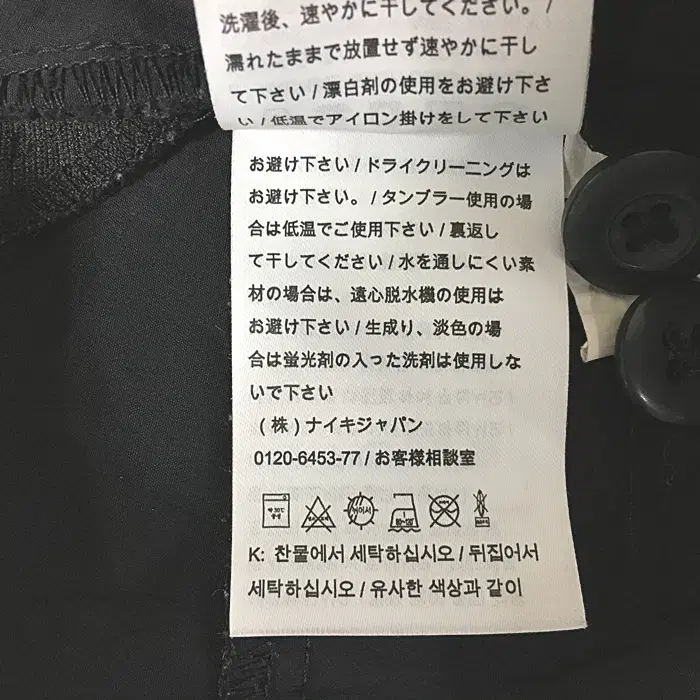 洗濯後、速やかに干してください。/
濡れたままで放置せず速やかに干し
て下さい / 漂白剤の使用をお避け下さ
い / 低温でアイロン掛けをして下さい
お避け下さい / ドライクリーニングは
お避け下さい。/ タンブラー使用の場
合は低温でご使用下さい / 裏返し
て干してください / 水を通しにくい素
材の場合は、遠心脱水機の使用は
お避け下さい / 生成り、淡色の場
合は蛍光剤の入った洗剤は使用しな
いで下さい
(株) ナイキジャパン
0120-6453-77 / お客様相談室
약 30℃ 중성
80~120℃
K: 찬물에서 세탁하십시오 / 뒤집어서
세탁하십시오 / 유사한 색상과 같이